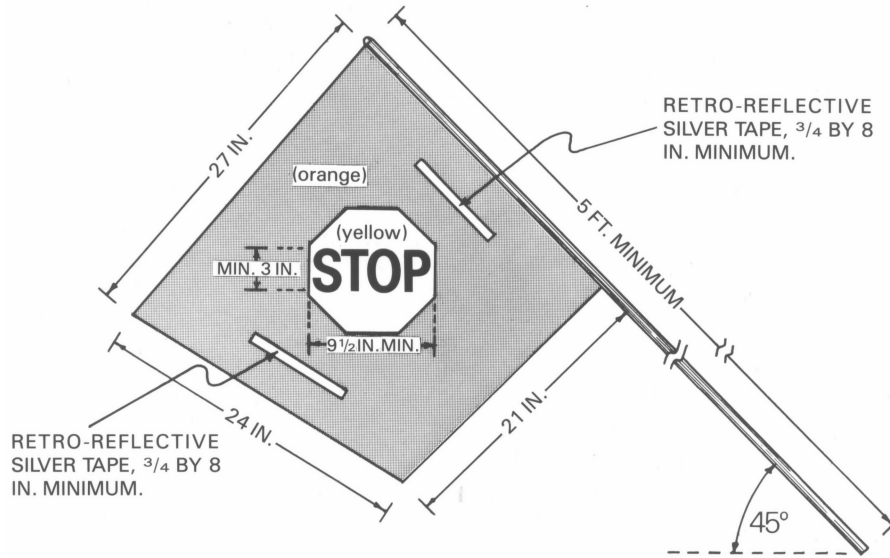 27 IN.
RETRO-REFLECTIVE
SILVER TAPE, 3/4 BY 8
IN. MINIMUM.
(orange)
5 FT. MINIMUM
(yellow)
STOP
MIN. 3 IN.
9 1/2 IN. MIN.
24 IN.
21 IN.
RETRO-REFLECTIVE
SILVER TAPE, 3/4 BY 8
IN. MINIMUM.
45º